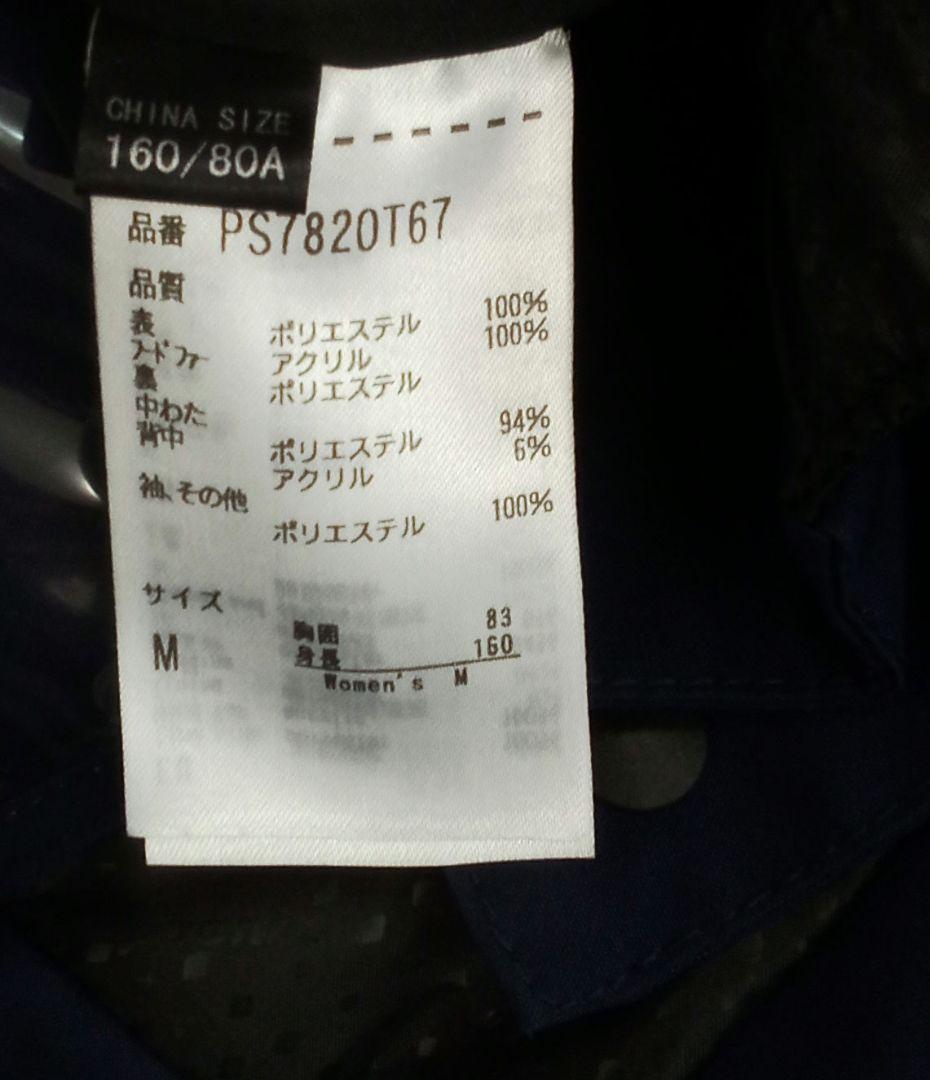 CHINA SIZE
160/80A
------
品番 PS7820T67
品質
表 ポリエステル 100%
フードファー アクリル 100%
裏 ポリエステル
中わた
背中 ポリエステル 94%
アクリル 6%
袖、その他
ポリエステル 100%
サイズ
M 胸囲 83
身長 160
Women's M